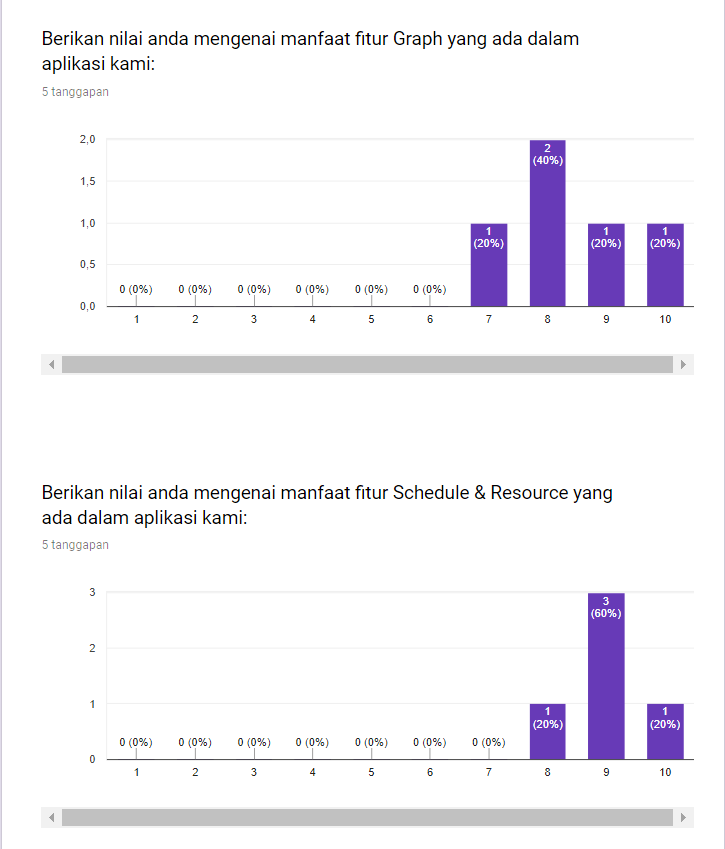 Berikan nilai anda mengenai manfaat fitur Graph yang ada dalam
aplikasi kami:
5 tanggapan
2,0
1,5
1,0
0,5
0,0
0 (0%) 0 (0%) 0 (0%) 0 (0%) 0 (0%) 0 (0%)
1
(20%)
2
(40%)
1
(20%)
1
(20%)
1 2 3 4 5 6 7 8 9 10
Berikan nilai anda mengenai manfaat fitur Schedule & Resource yang
ada dalam aplikasi kami:
5 tanggapan
3
2
1
0
0 (0%) 0 (0%) 0 (0%) 0 (0%) 0 (0%) 0 (0%) 0 (0%)
1
(20%)
3
(60%)
1
(20%)
1 2 3 4 5 6 7 8 9 10